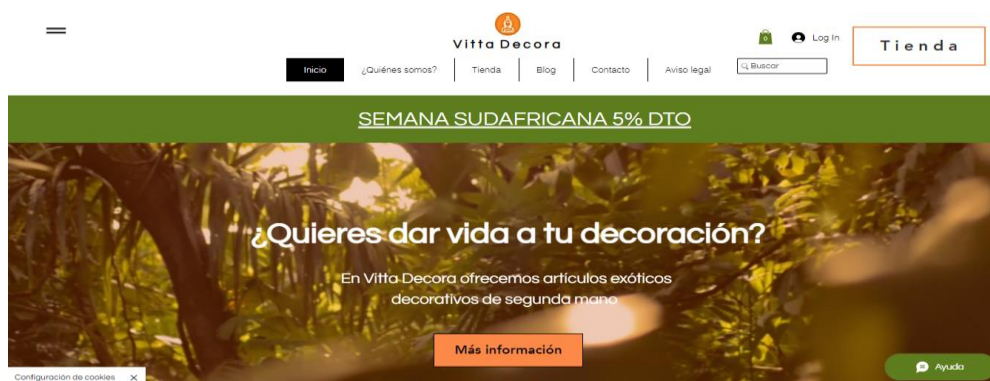 Vitta Decora
0
Log In
Tienda
Inicio
¿Quiénes somos?
Tienda
Blog
Contacto
Aviso legal
Buscar
SEMANA SUDAFRICANA 5% DTO
¿Quieres dar vida a tu decoración?
En Vitta Decora ofrecemos artículos exóticos
decorativos de segunda mano
Más información
Configuración de cookies X
Ayuda